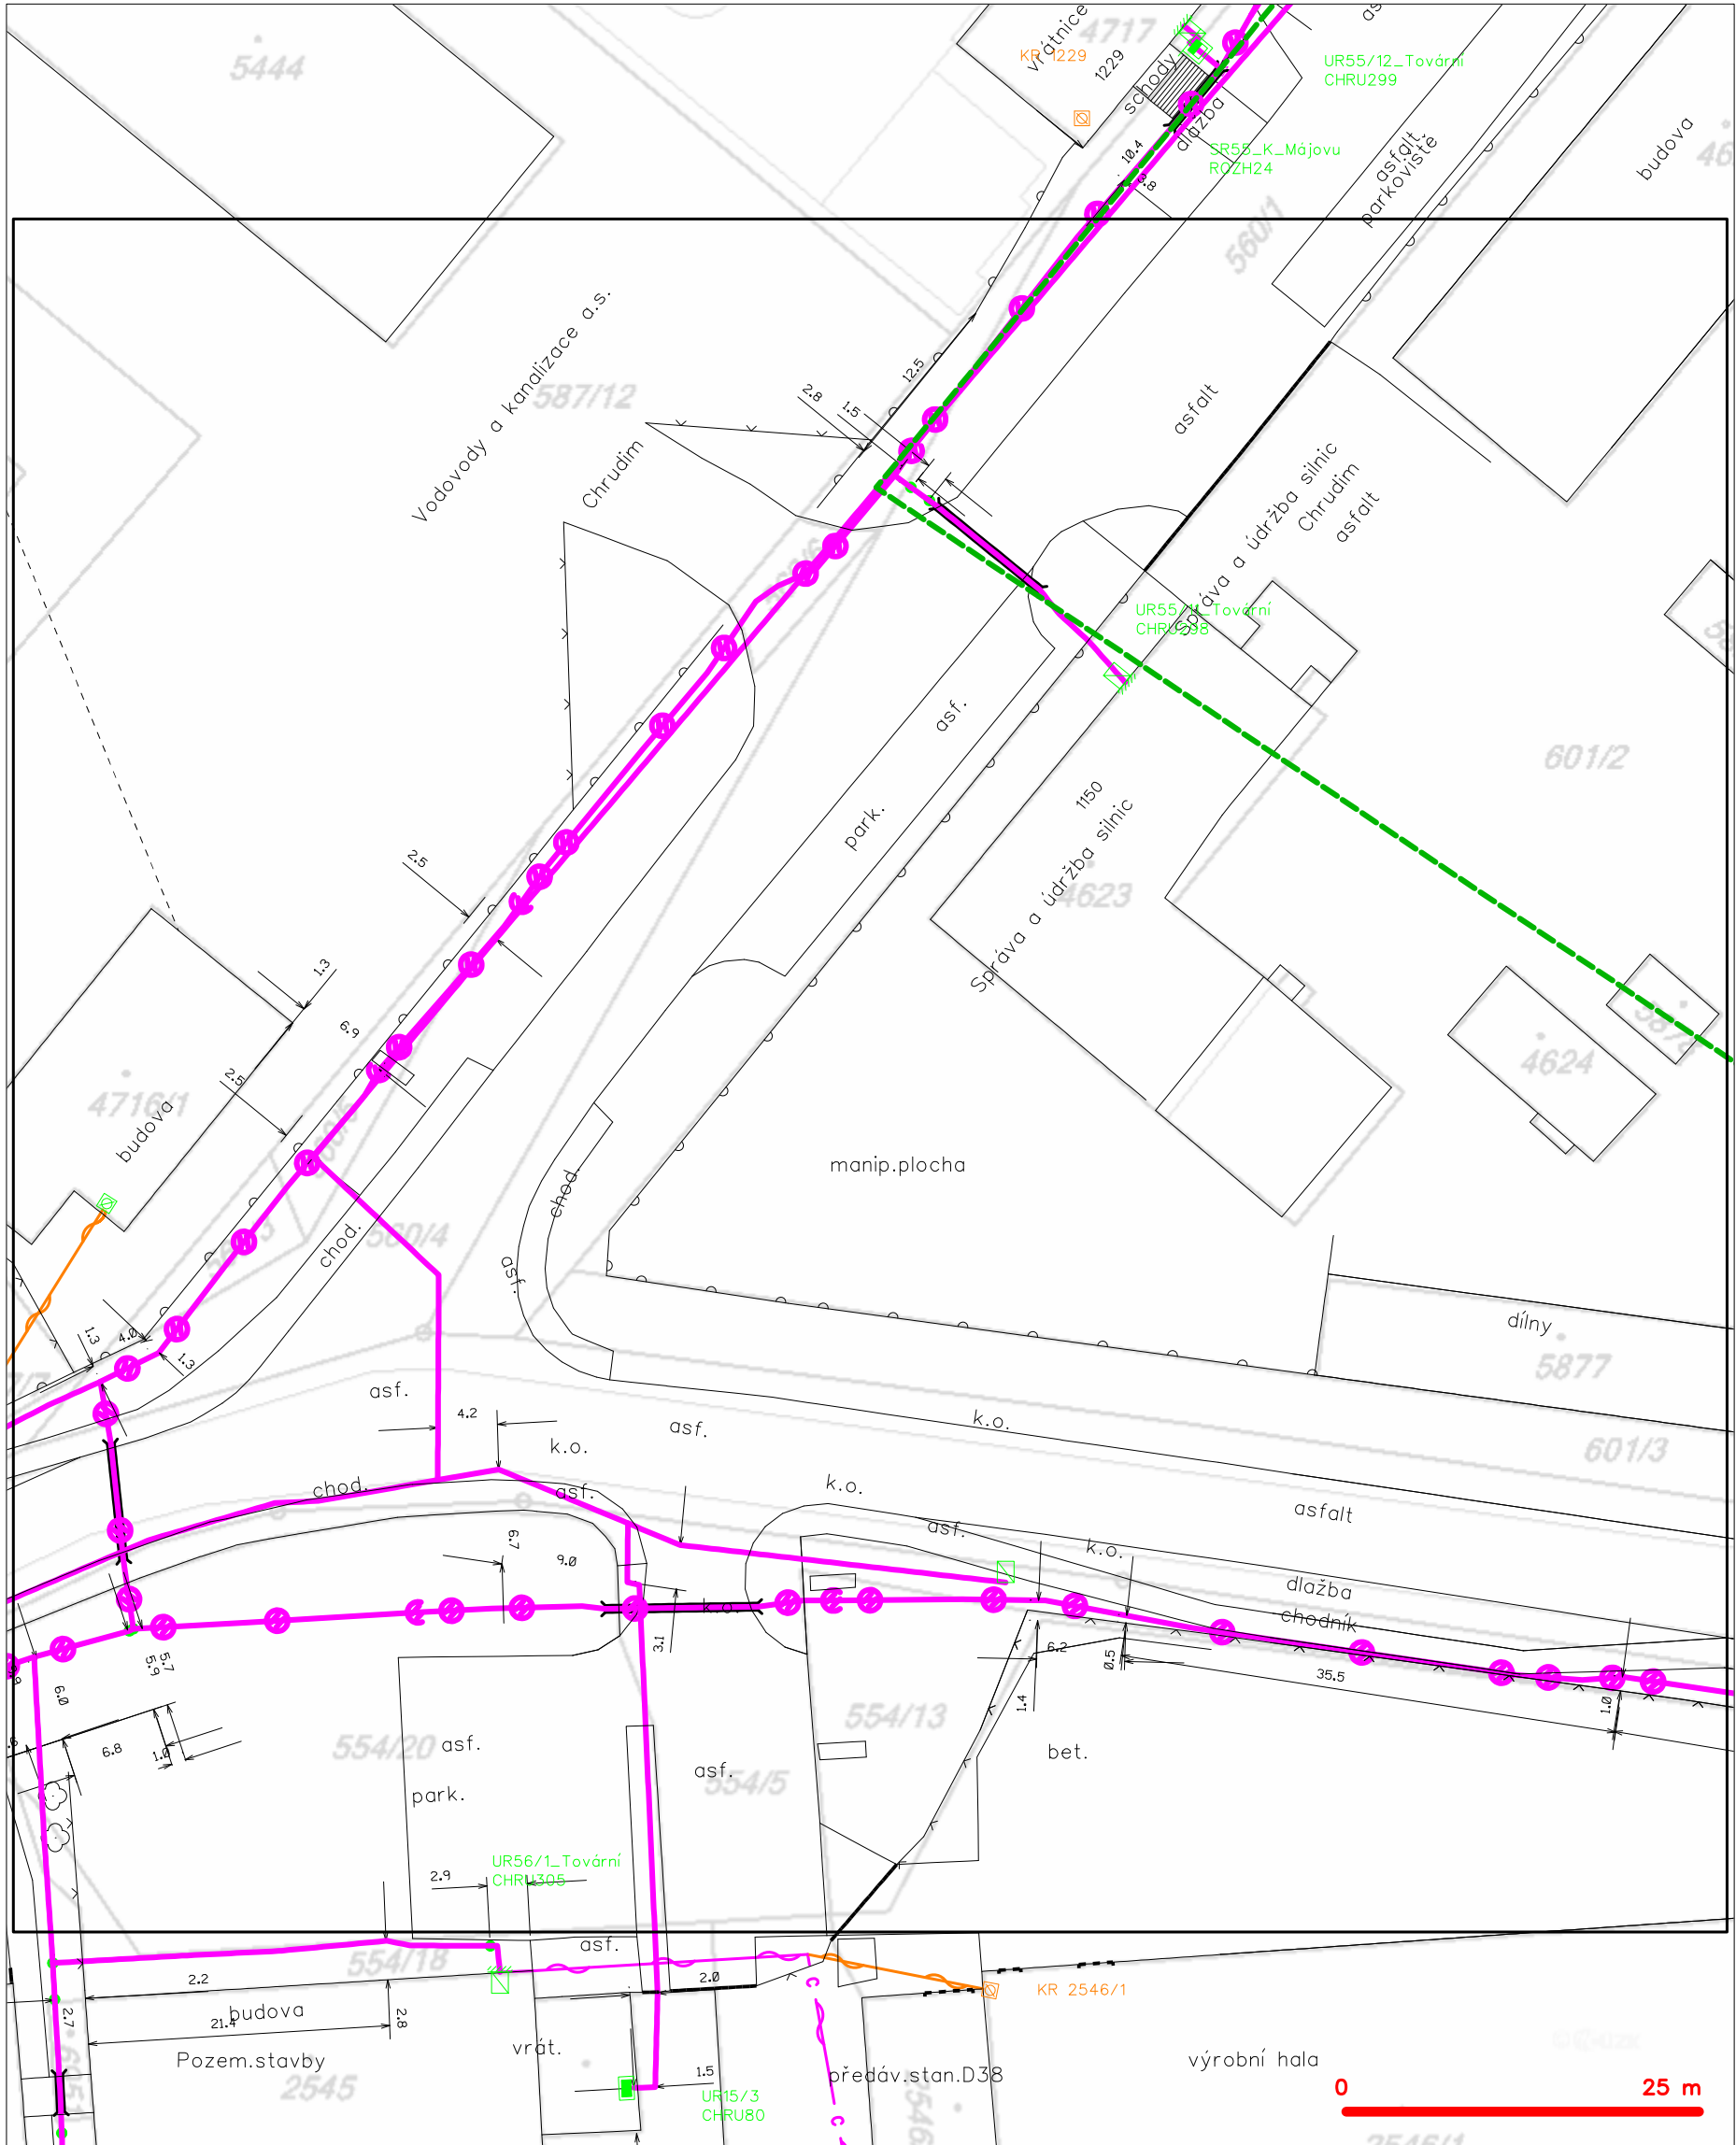 5444
vrátnice
4717
KR 1229
1229
schody
UR55/12_Tovární
CHRU299
dlažba
10.4
3.8
SR55_K_Májovu
ROZH24
asfalt
parkoviště
budova
560/1
Vodovody a kanalizace a.s.
587/12
Chrudim
12.5
2.8
1.5
asfalt
Správa a údržba silnic
Chrudim
asfalt
UR55/11_Tovární
CHRU298
asf.
601/2
park.
1150
Správa a údržba silnic
4623
2.5
1.3
6.9
2.5
4716/1
budova
4624
manip.plocha
chod.
chod.
560/4
asf.
dílny
5877
1.3
4.0
1.3
asf.
4.2
k.o.
asf.
k.o.
601/3
chod.
asf.
k.o.
asfalt
asf.
k.o.
6.7
9.0
dlažba
chodník
k.o.
3.1
5.9
5.7
6.0
6.2
0.5
35.5
1.4
1.0
6.8
1.0
554/20
asf.
554/13
bet.
park.
asf.
554/5
UR56/1_Tovární
CHRU305
2.9
asf.
554/18
2.2
2.0
KR 2546/1
2.7
budova
21.4
2.8
Pozem.stavby
2545
vrát.
1.5
předáv.stan.D38
výrobní hala
UR15/3
CHRU80
C
C
0 25 m
2546/1